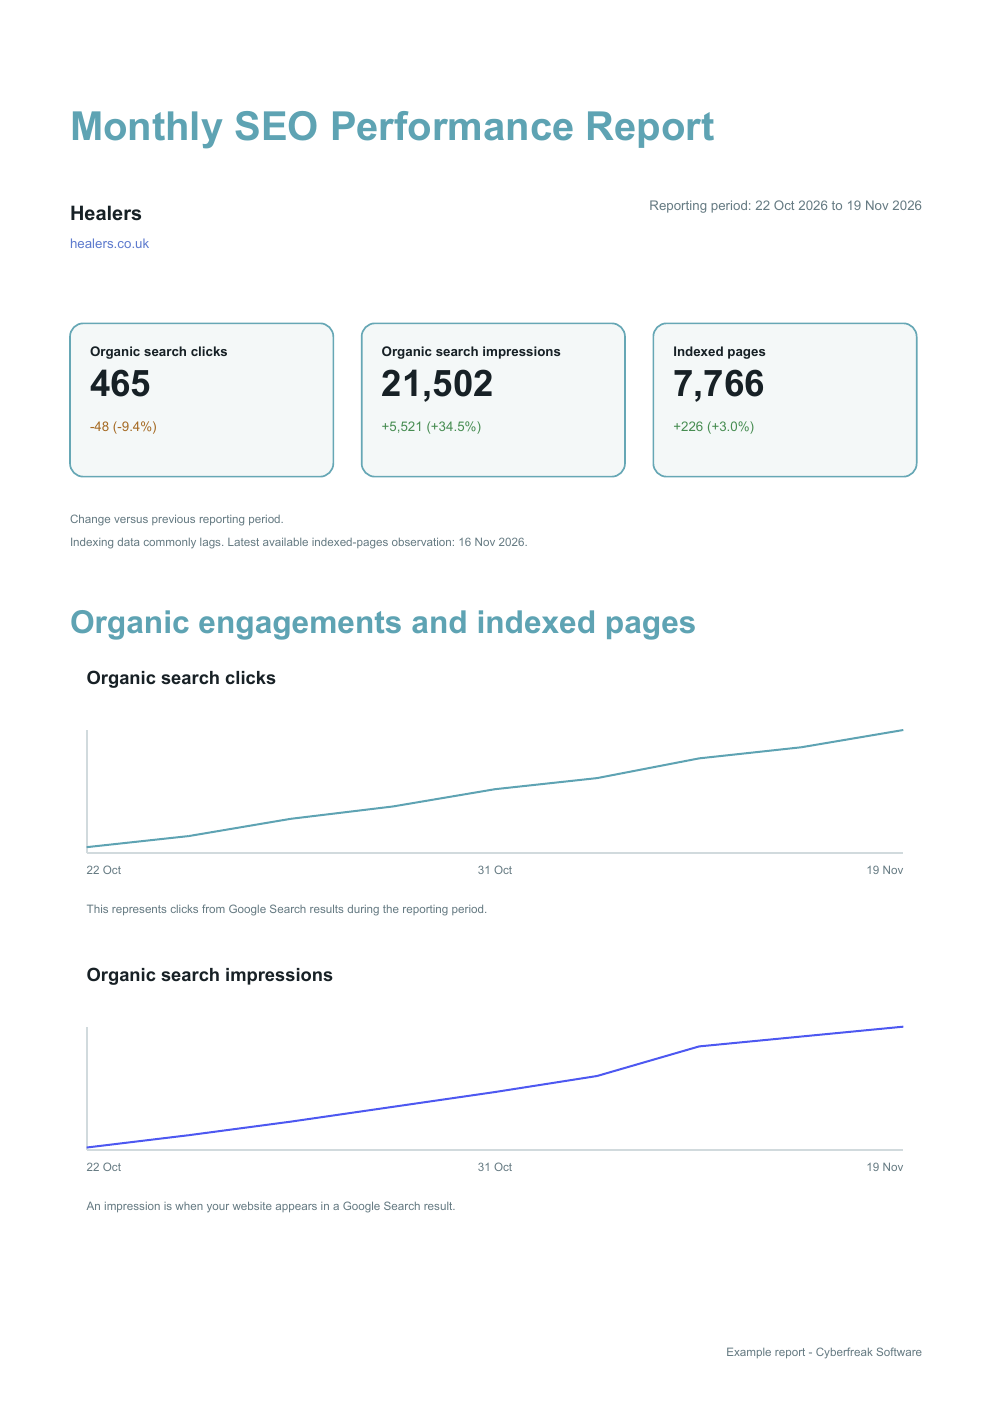 Monthly SEO Performance Report
Healers
Reporting period: 22 Oct 2026 to 19 Nov 2026
healers.co.uk
Organic search clicks
465
-48 (-9.4%)
Organic search impressions
21,502
+5,521 (+34.5%)
Indexed pages
7,766
+226 (+3.0%)
Change versus previous reporting period.
Indexing data commonly lags. Latest available indexed-pages observation: 16 Nov 2026.
Organic engagements and indexed pages
Organic search clicks
22 Oct 31 Oct 19 Nov
This represents clicks from Google Search results during the reporting period.
Organic search impressions
22 Oct 31 Oct 19 Nov
An impression is when your website appears in a Google Search result.
Example report - Cyberfreak Software